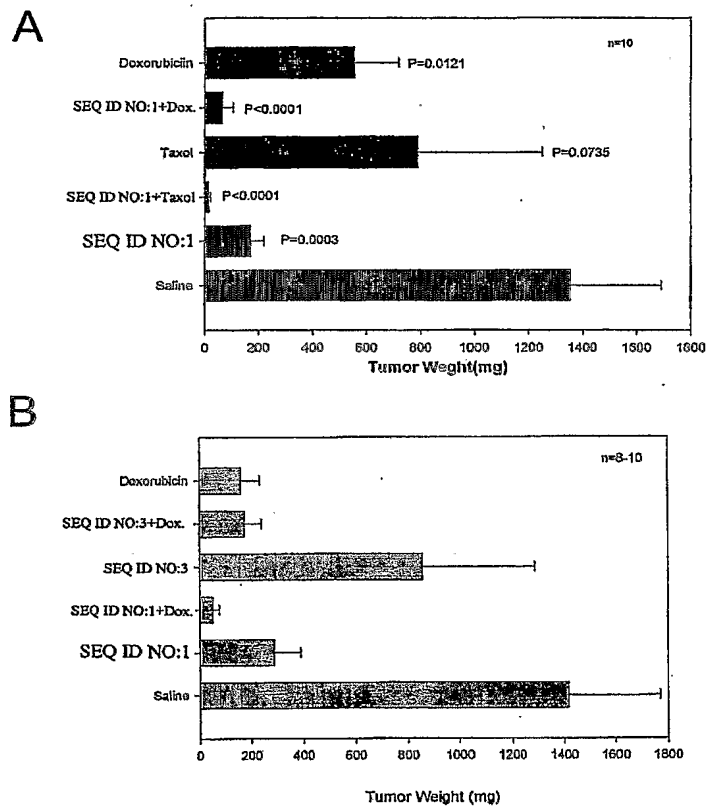 A
n=10
Doxorubiciin
P=0.0121
SEQ ID NO:1+Dox.
P<0.0001
Taxol
P=0.0735
SEQ ID NO:1+Taxol
P<0.0001
SEQ ID NO:1
P=0.0003
Saline
0 200 400 600 800 1000 1200 1400 1600 1800
Tumor Weght(mg)
B
n=8-10
Doxorubicin
SEQ ID NO:3+Dox.
SEQ ID NO:3
SEQ ID NO:1+Dox.
SEQ ID NO:1
Saline
0 200 400 600 800 1000 1200 1400 1600 1800
Tumor Weight (mg)